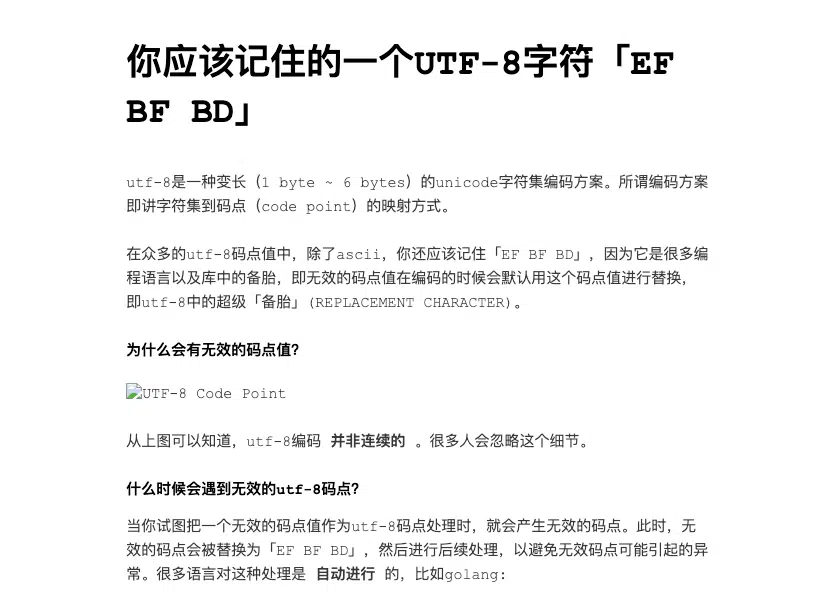 你应该记住的一个UTF-8字符「EF
BF BD」
utf-8是一种变长（1 byte ~ 6 bytes）的unicode字符集编码方案。所谓编码方案
即讲字符集到码点（code point）的映射方式。
在众多的utf-8码点值中，除了ascii，你还应该记住「EF BF BD」，因为它是很多编
程语言以及库中的备胎，即无效的码点值在编码的时候会默认用这个码点值进行替换，
即utf-8中的超级「备胎」(REPLACEMENT CHARACTER)。
为什么会有无效的码点值?
UTF-8 Code Point
从上图可以知道，utf-8编码 并非连续的 。很多人会忽略这个细节。
什么时候会遇到无效的utf-8码点?
当你试图把一个无效的码点值作为utf-8码点处理时，就会产生无效的码点。此时，无
效的码点会被替换为「EF BF BD」，然后进行后续处理，以避免无效码点可能引起的异
常。很多语言对这种处理是 自动进行 的，比如golang：